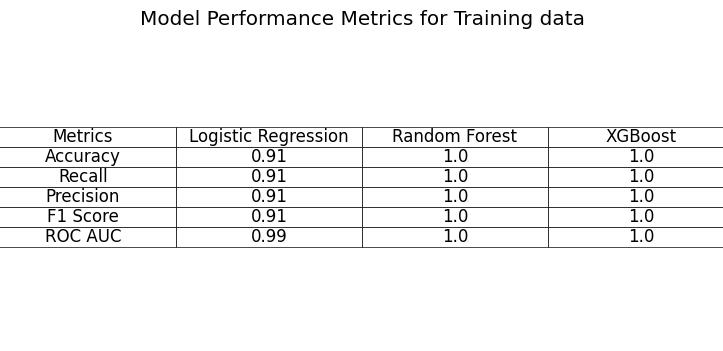 Model Performance Metrics for Training data
Metrics Logistic Regression Random Forest XGBoost
Accuracy 0.91 1.0 1.0
Recall 0.91 1.0 1.0
Precision 0.91 1.0 1.0
F1 Score 0.91 1.0 1.0
ROC AUC 0.99 1.0 1.0